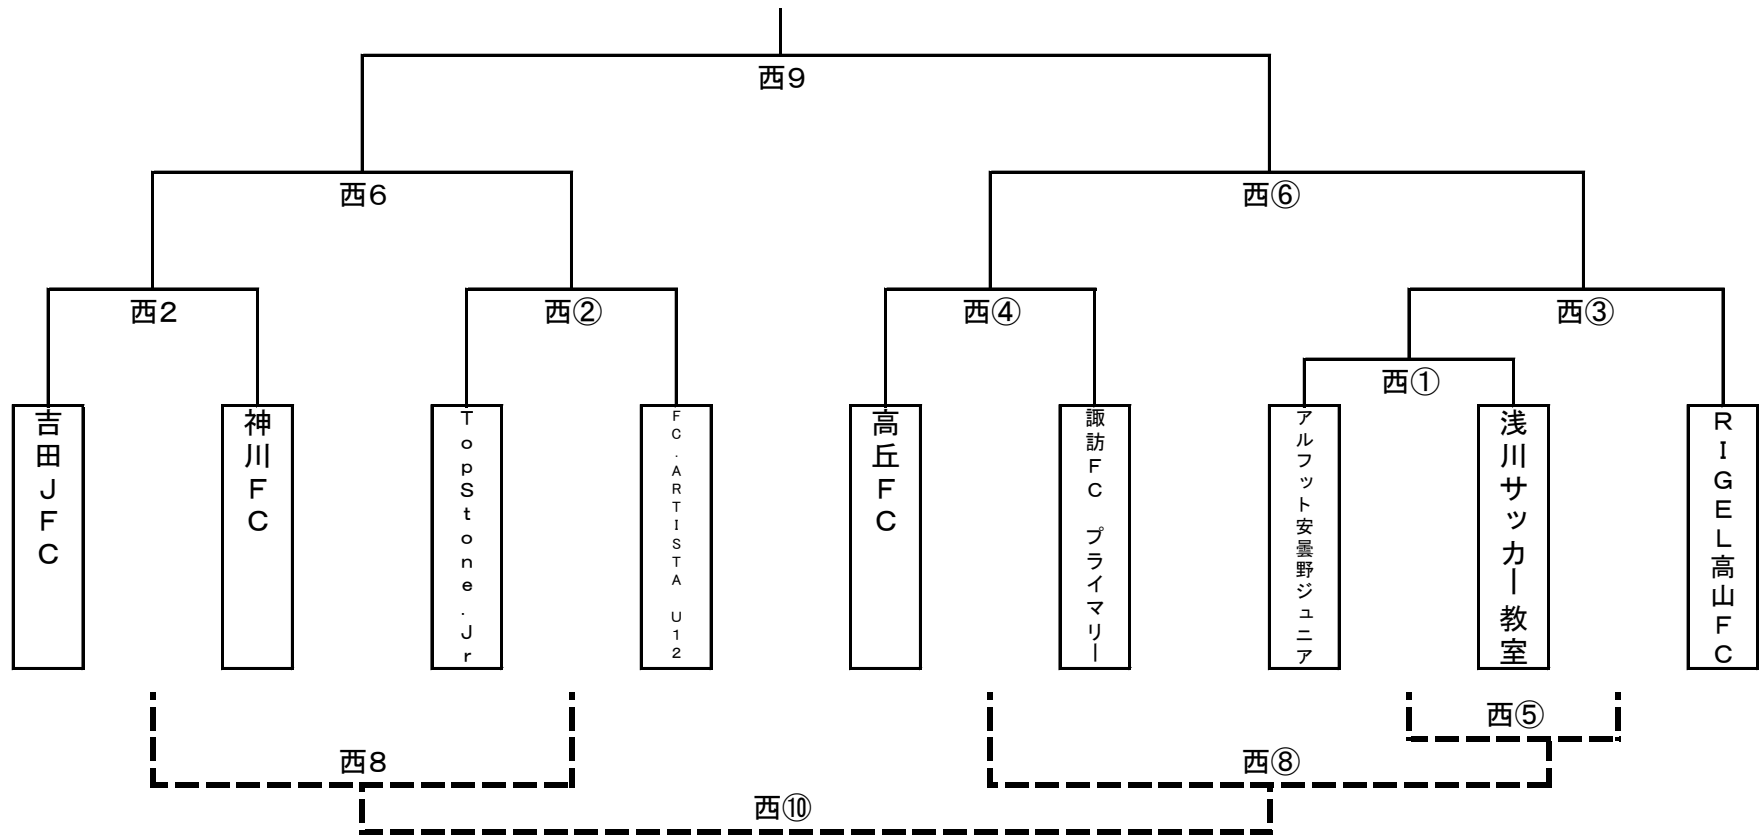 西９
西６
西⑥
西２
西②
西④
西③
西①
吉田ＪＦＣ
神川ＦＣ
ＴｏｐＳｔｏｎｅ．Ｊｒ
ＦＣ．ＡＲＴＩＳＴＡ　Ｕ１２
高丘ＦＣ
諏訪ＦＣ　プライマリー
アルフット安曇野ジュニア
浅川サッカー教室
ＲＩＧＥＬ高山ＦＣ
西⑤
西８
西⑧
西⑩